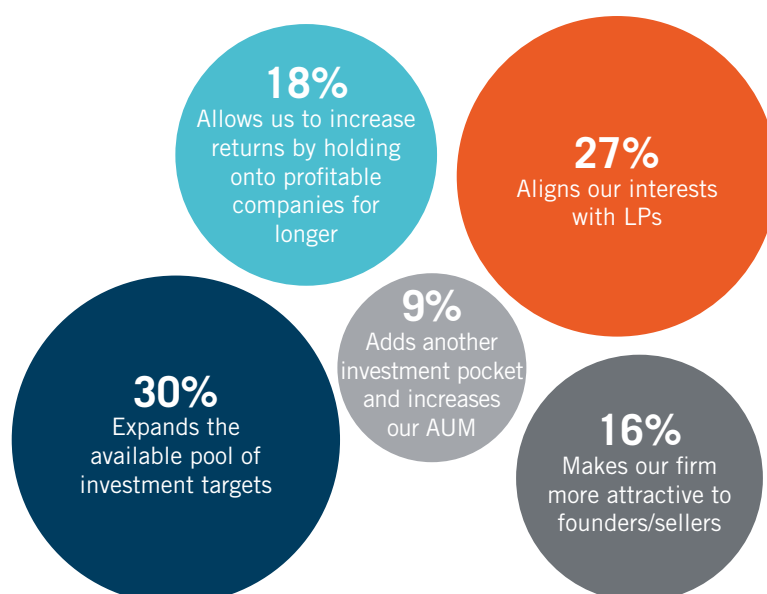 18%
Allows us to increase
returns by holding
onto profitable
companies for
longer
27%
Aligns our interests
with LPs
9%
Adds another
investment pocket
and increases
our AUM
30%
Expands the
available pool of
investment targets
16%
Makes our firm
more attractive to
founders/sellers